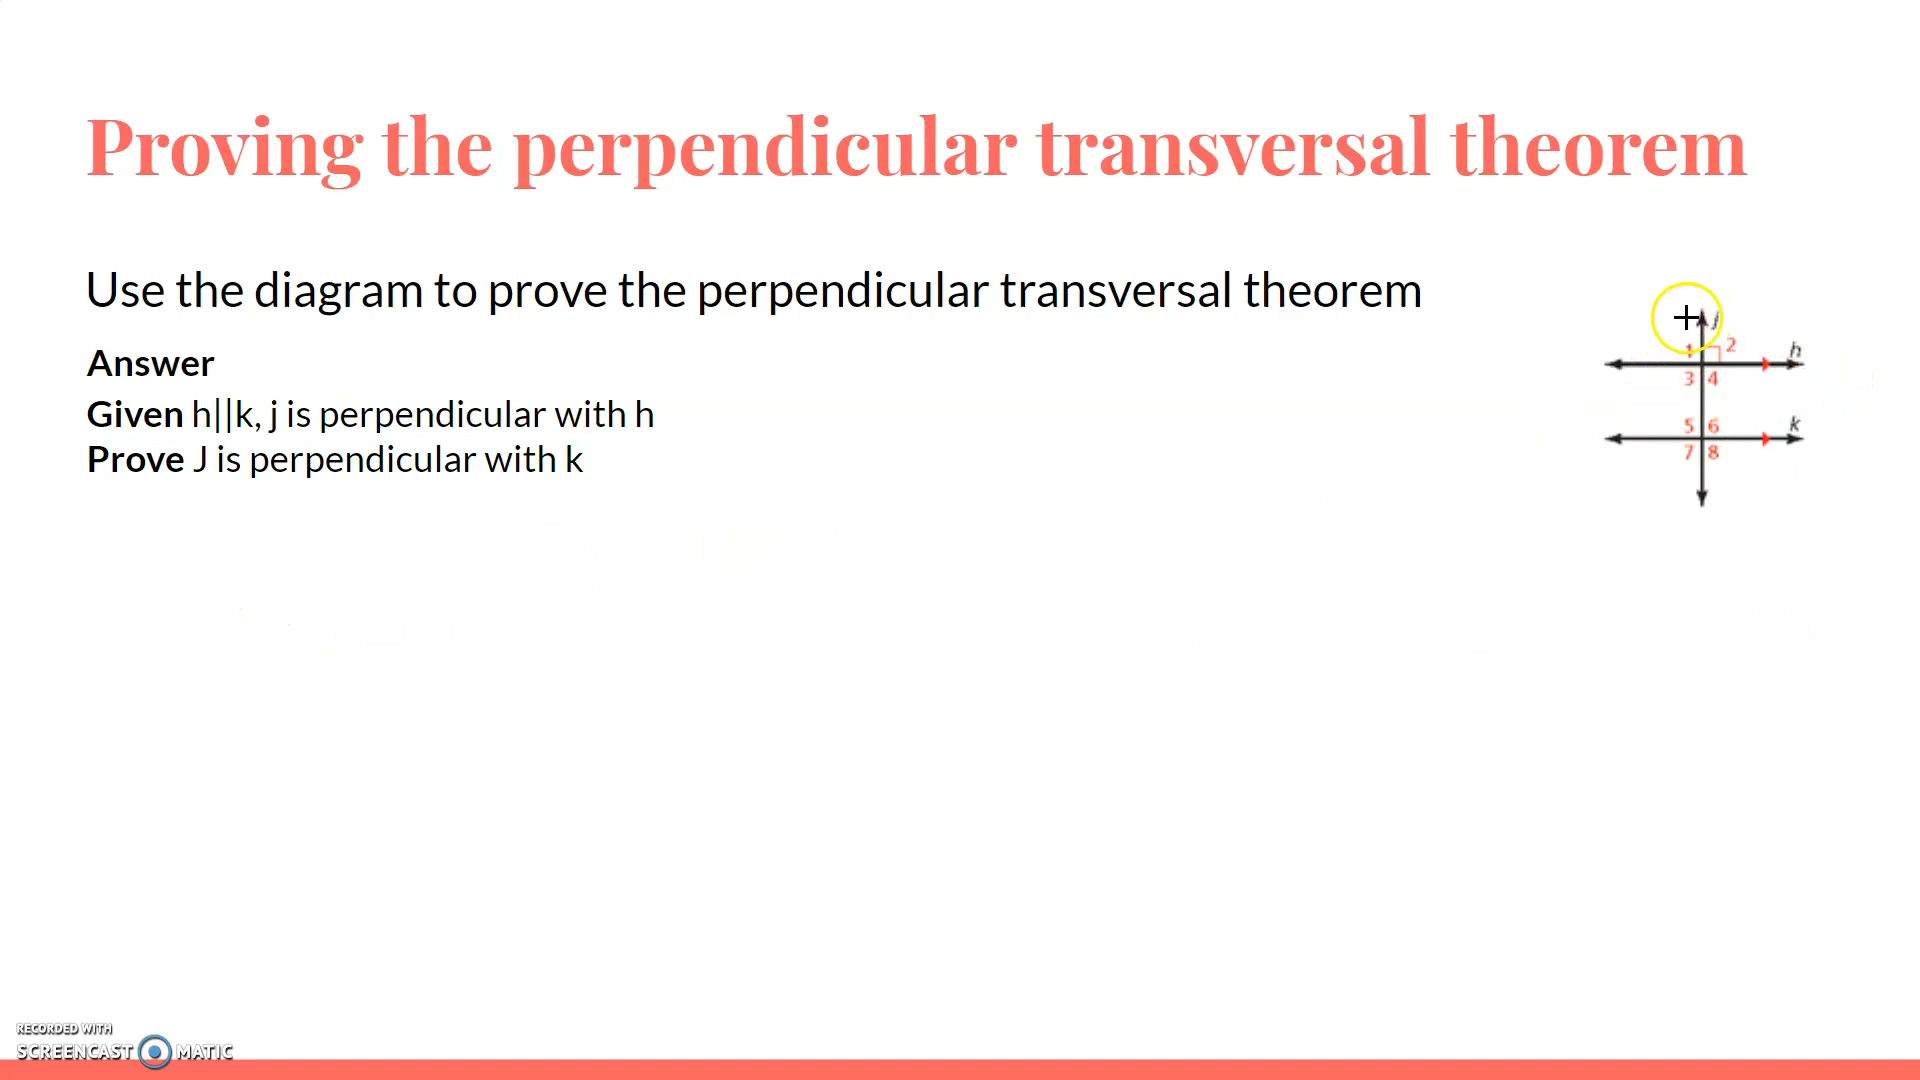 Proving the perpendicular transversal theorem
Use the diagram to prove the perpendicular transversal theorem
Answer
Given h||k, j is perpendicular with h
Prove J is perpendicular with k
j
1 2 h
3 4
5 6 k
7 8
RECORDED WITH
SCREENCAST MATIC